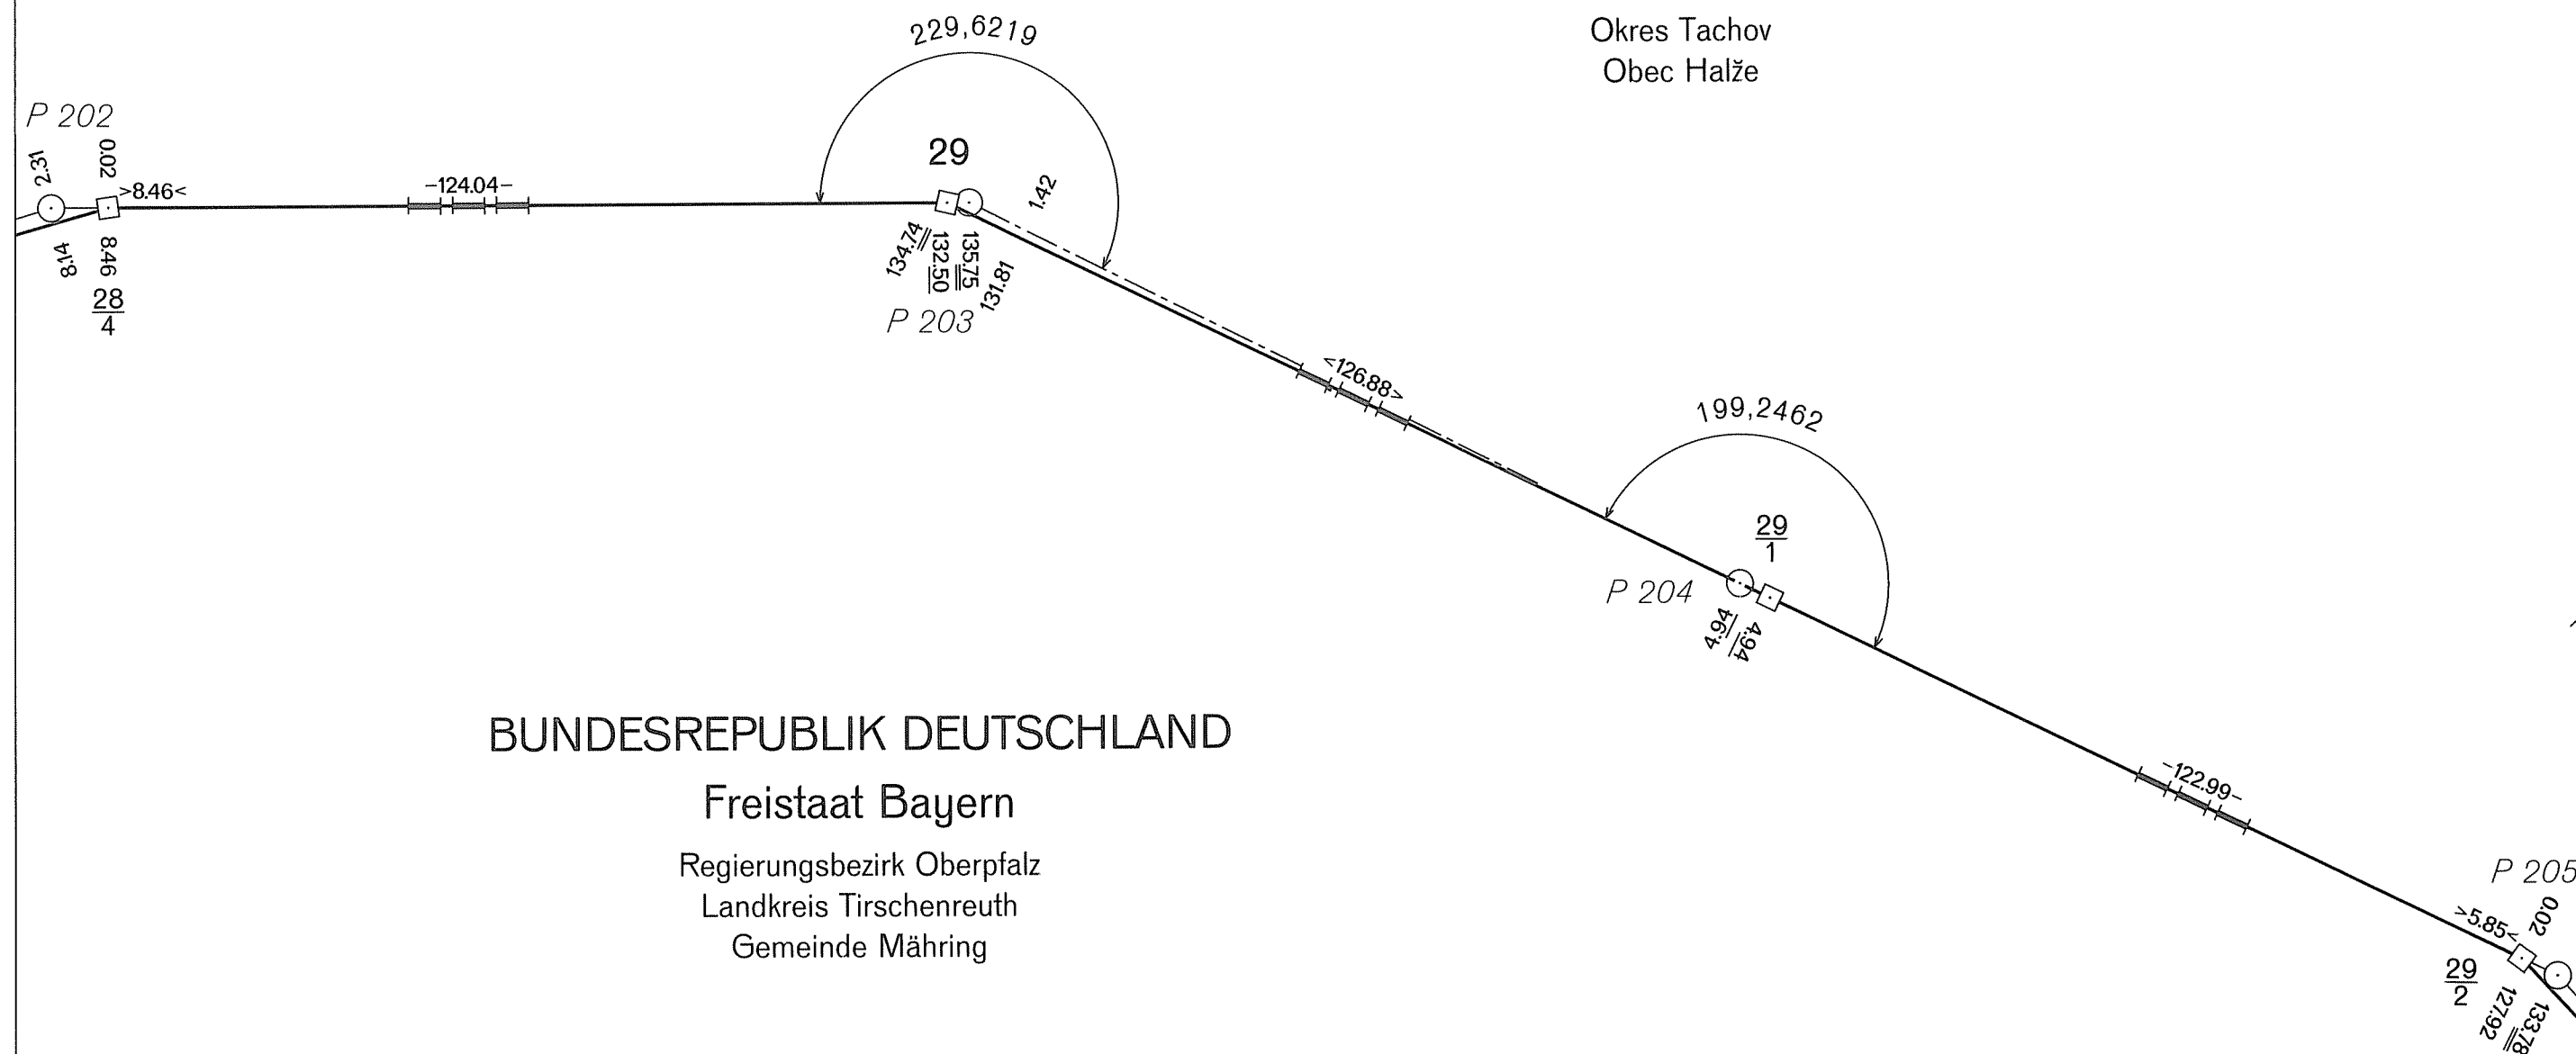 229,6219
Okres Tachov
Obec Halže
P 202
2.31
0.02
>8.46<
-124.04-
29
1.42
8.14
8.46
28
4
134.74
132.50
135.75
131.81
P 203
<126.88>
199,2462
29
1
P 204
4.94
4.94
BUNDESREPUBLIK DEUTSCHLAND
Freistaat Bayern
Regierungsbezirk Oberpfalz
Landkreis Tirschenreuth
Gemeinde Mähring
-122.99-
P 205
0.02
>5.85<
29
2
127.92
133.78